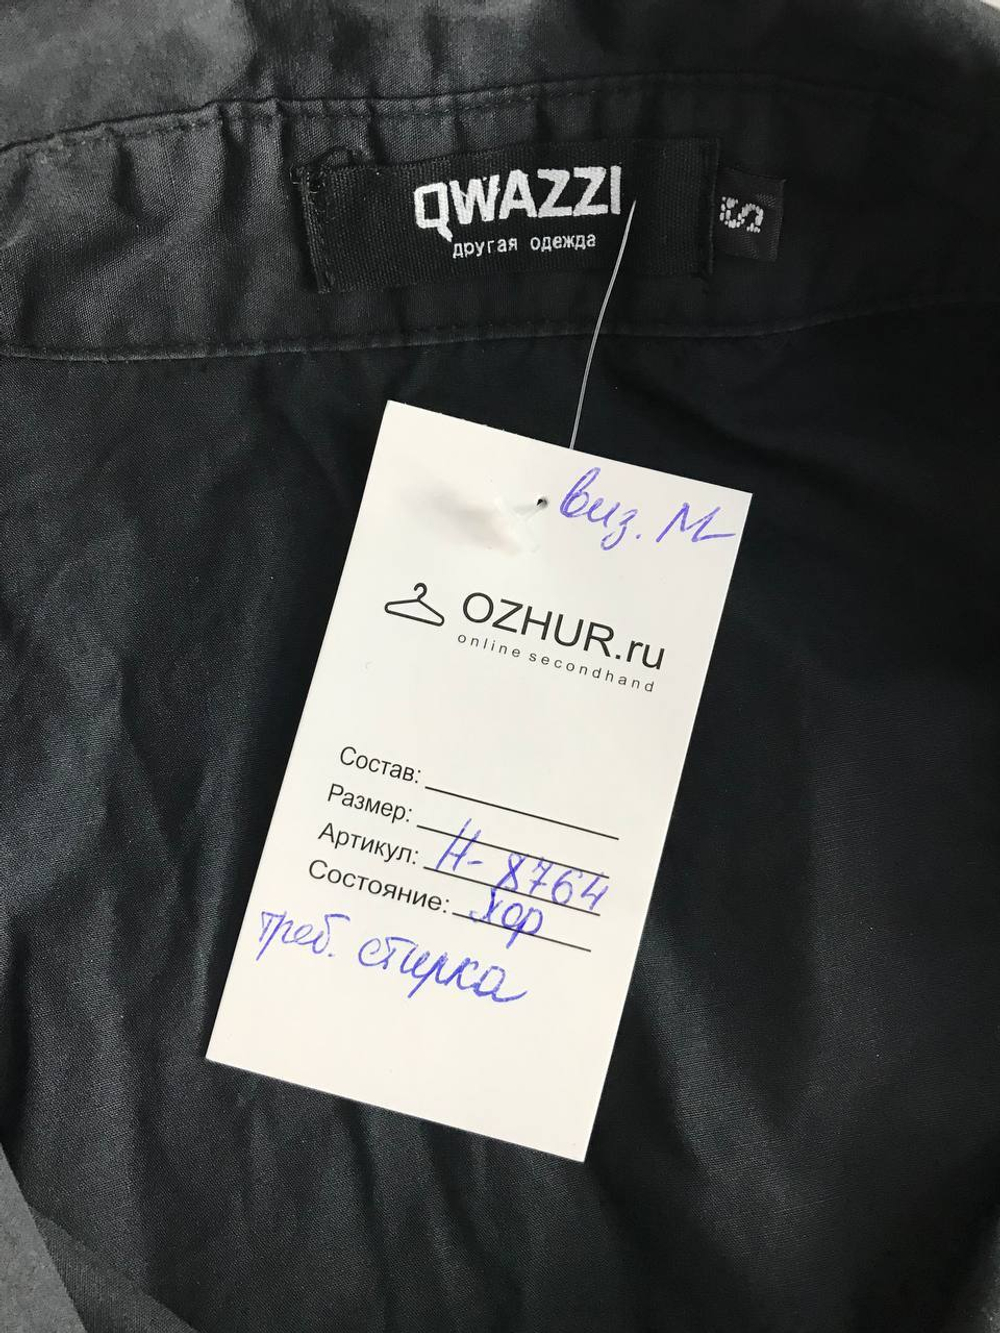 QWAZZI
другая одежда
S
виз. М
OZHUR.ru
online secondhand
Состав:
Размер:
Артикул: Н-8764
Состояние: хор
треб. стирка